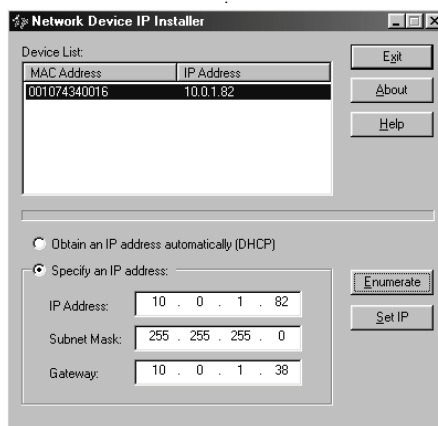 Network Device IP Installer
Device List:
MAC Address IP Address
001074340016 10.0.1.82
Exit
About
Help
Obtain an IP address automatically (DHCP)
Specify an IP address:
IP Address: 10 . 0 . 1 . 82
Subnet Mask: 255 . 255 . 255 . 0
Gateway: 10 . 0 . 1 . 38
Enumerate
Set IP